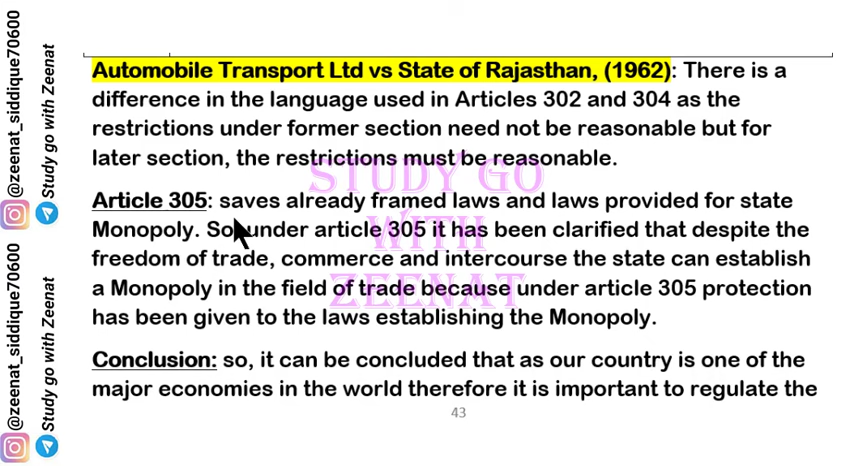 Automobile Transport Ltd vs State of Rajasthan, (1962): There is a
difference in the language used in Articles 302 and 304 as the
restrictions under former section need not be reasonable but for
later section, the restrictions must be reasonable.
Article 305: saves already framed laws and laws provided for state
Monopoly. So, under article 305 it has been clarified that despite the
freedom of trade, commerce and intercourse the state can establish
a Monopoly in the field of trade because under article 305 protection
has been given to the laws establishing the Monopoly.
Conclusion: so, it can be concluded that as our country is one of the
major economies in the world therefore it is important to regulate the
43
STUDY GO
WITH
ZEENAT
@zeenat_siddique70600
Study go with Zeenat
@zeenat_siddique70600
Study go with Zeenat